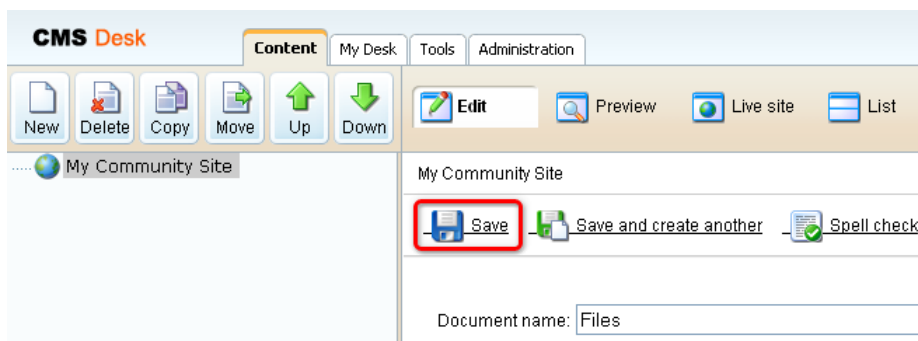 CMS Desk
Content My Desk Tools Administration
New Delete Copy Move Up Down
Edit Preview Live site List
My Community Site
My Community Site
Save Save and create another Spell check
Document name: Files